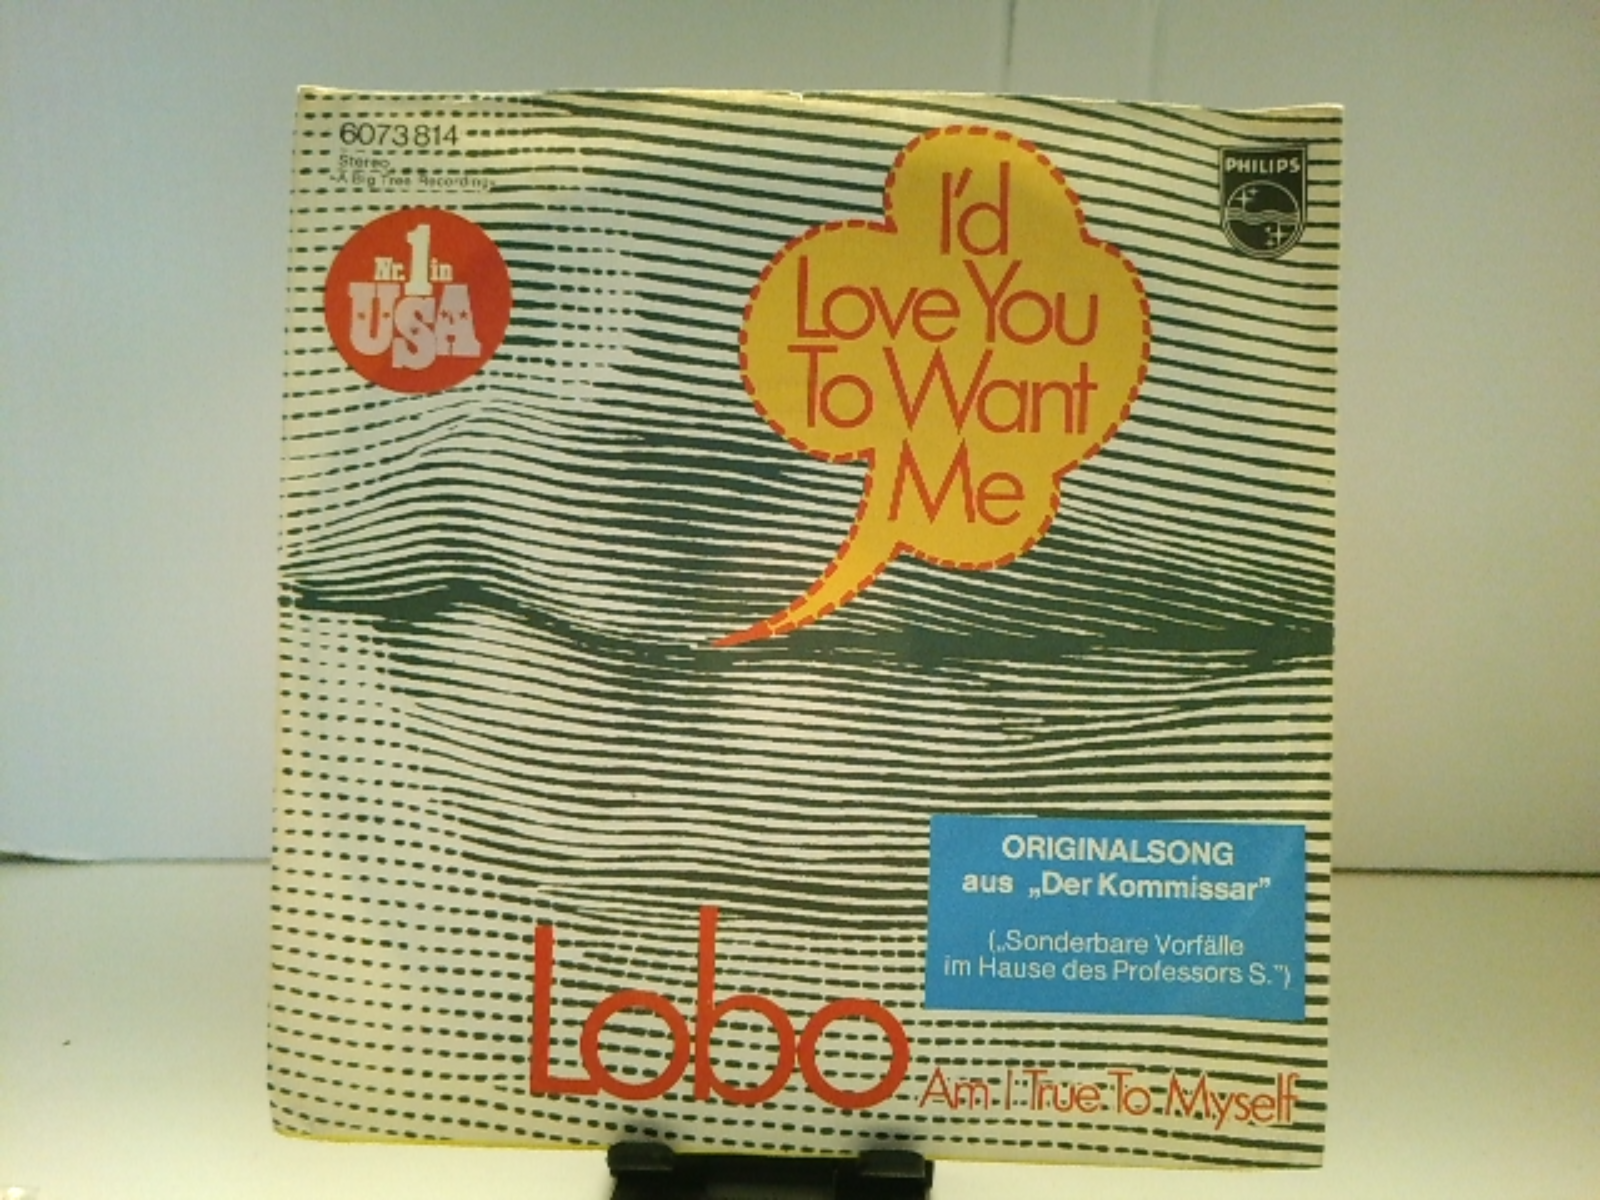 6073 814
Stereo
»A Big Tree Recording«
PHILIPS
Nr. 1 in
USA
I'd
Love You
To Want
Me
ORIGINALSONG
aus „Der Kommissar”
(„Sonderbare Vorfälle
im Hause des Professors S.”)
Lobo
Am I True To Myself